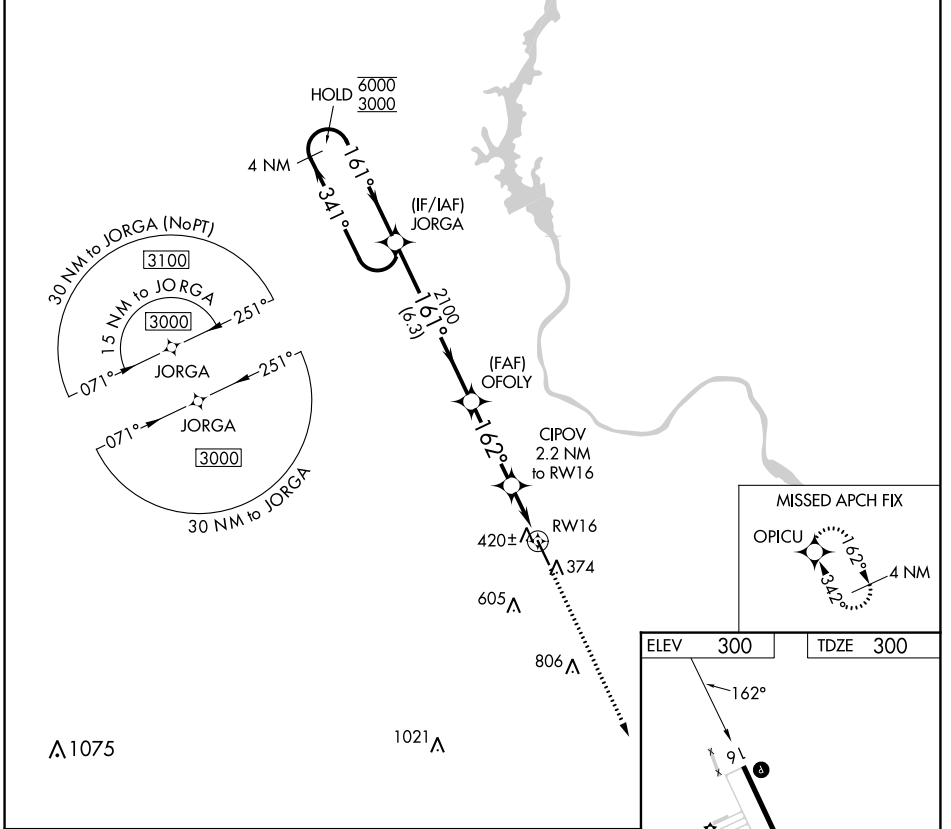 HOLD 6000
3000
4 NM
161°
341°
(IF/IAF)
JORGA
30 NM to JORGA (NoPT)
3100
15 NM to JORGA
3000
071°
251°
JORGA
2100
161°
(6.3)
(FAF)
OFOLY
071°
251°
JORGA
3000
30 NM to JORGA
162°
CIPOV
2.2 NM
to RW16
RW16
420±
374
605
806
1021
1075
MISSED APCH FIX
OPICU
162°
342°
4 NM
ELEV 300
TDZE 300
162°
16
P
x
x